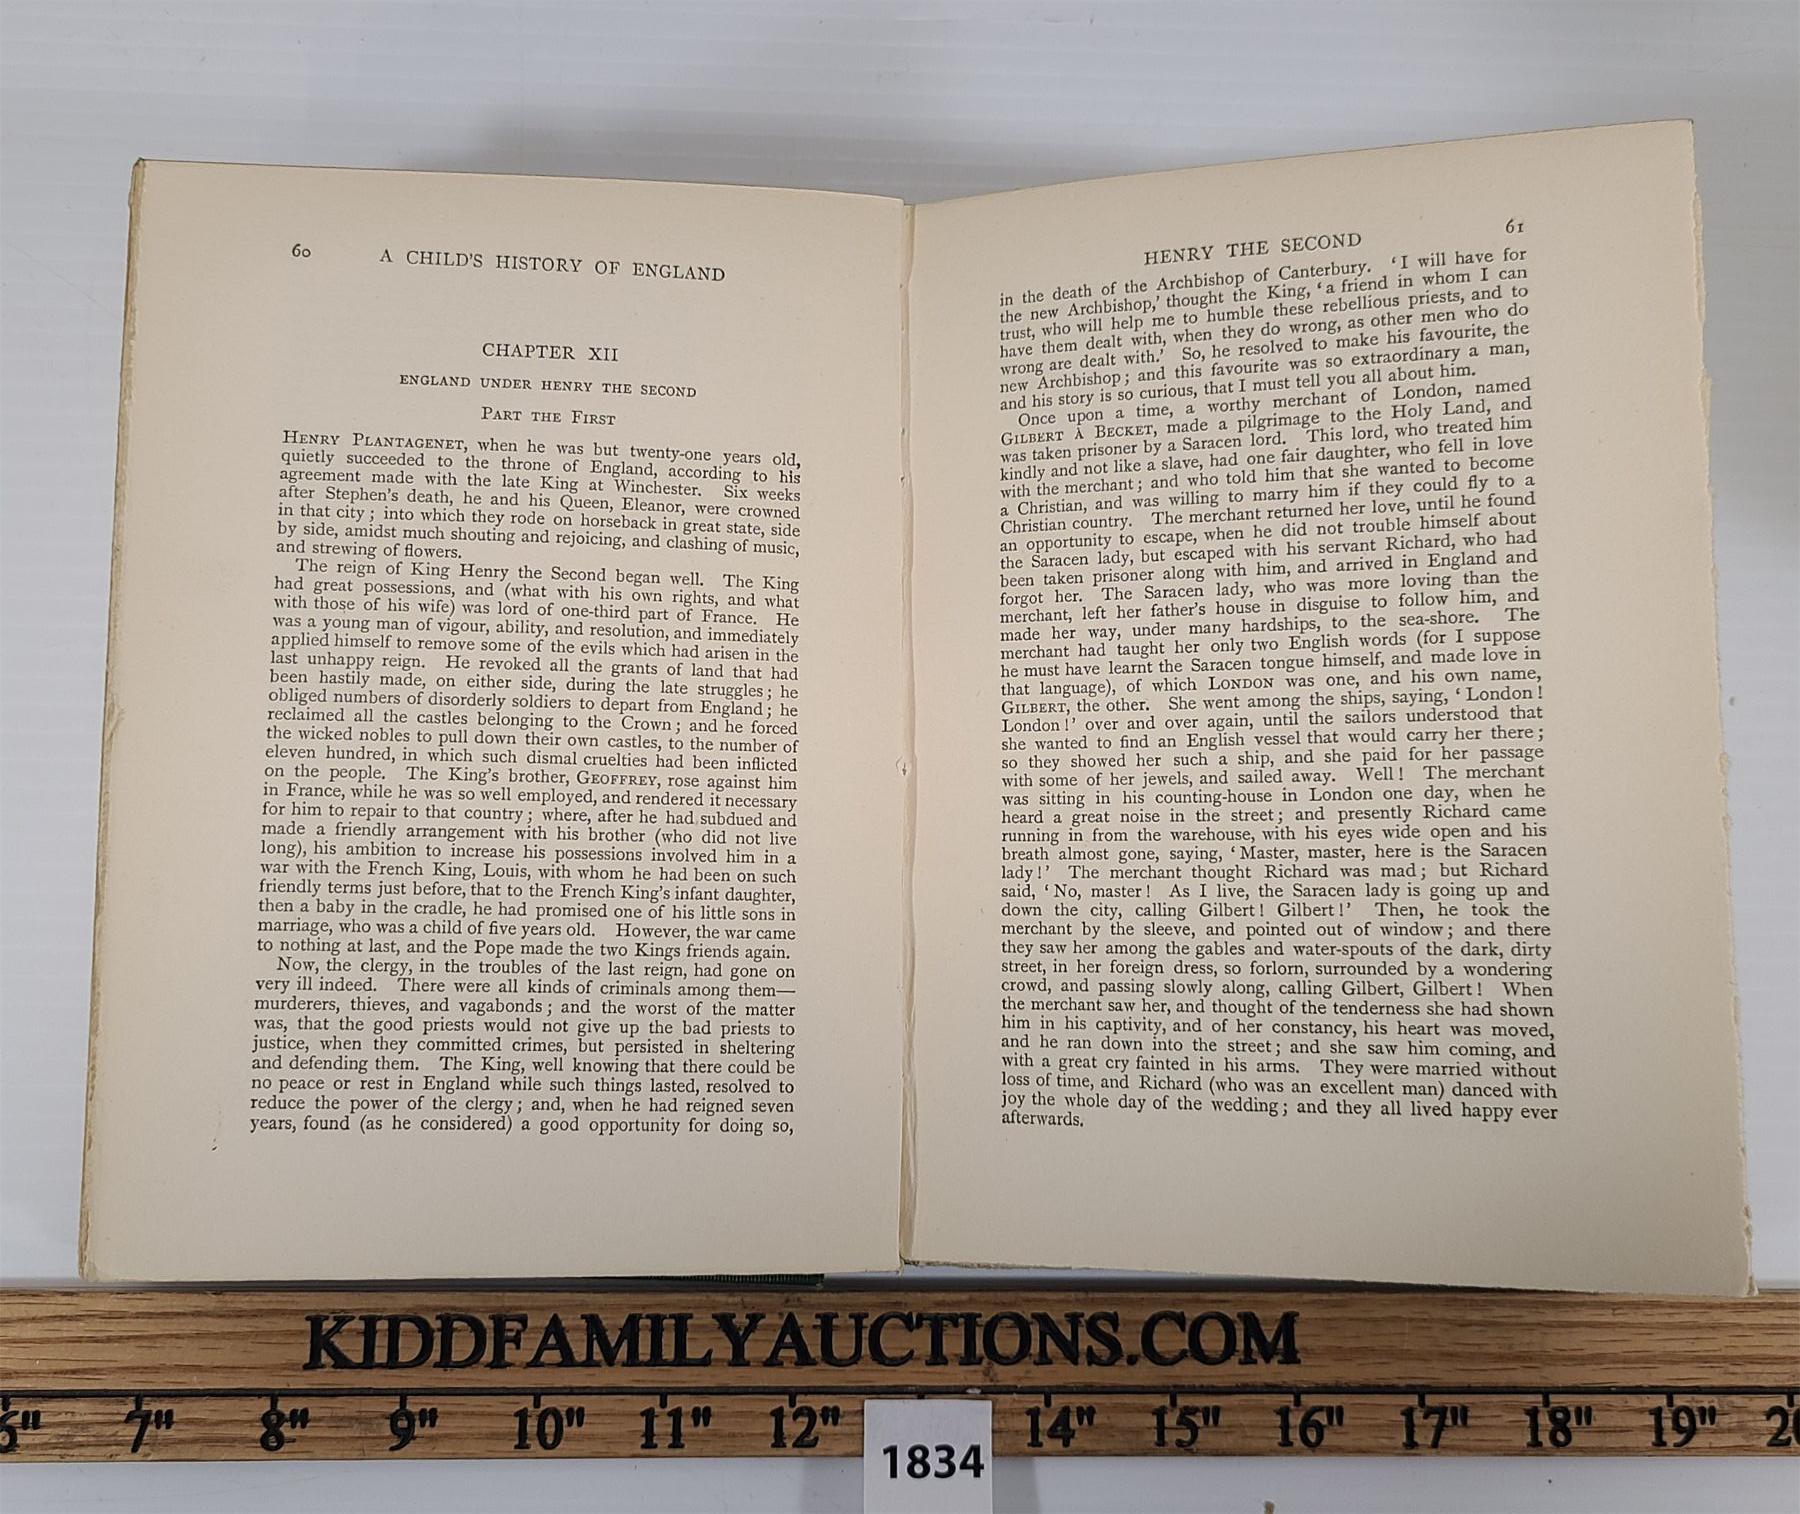 60
A CHILD'S HISTORY OF ENGLAND
CHAPTER XII
ENGLAND UNDER HENRY THE SECOND
PART THE FIRST
HENRY PLANTAGENET, when he was but twenty-one years old,
quietly succeeded to the throne of England, according to his
agreement made with the late King at Winchester. Six weeks
after Stephen's death, he and his Queen, Eleanor, were crowned
in that city; into which they rode on horseback in great state, side
by side, amidst much shouting and rejoicing, and clashing of music,
and strewing of flowers.
The reign of King Henry the Second began well. The King
had great possessions, and (what with his own rights, and what
with those of his wife) was lord of one-third part of France. He
was a young man of vigour, ability, and resolution, and immediately
applied himself to remove some of the evils which had arisen in the
last unhappy reign. He revoked all the grants of land that had
been hastily made, on either side, during the late struggles; he
obliged numbers of disorderly soldiers to depart from England; he
reclaimed all the castles belonging to the Crown; and he forced
the wicked nobles to pull down their own castles, to the number of
eleven hundred, in which such dismal cruelties had been inflicted
on the people. The King's brother, GEOFFREY, rose against him
in France, while he was so well employed, and rendered it necessary
for him to repair to that country; where, after he had subdued and
made a friendly arrangement with his brother (who did not live
long), his ambition to increase his possessions involved him in a
war with the French King, Louis, with whom he had been on such
friendly terms just before, that to the French King's infant daughter,
then a baby in the cradle, he had promised one of his little sons in
marriage, who was a child of five years old. However, the war came
to nothing at last, and the Pope made the two Kings friends again.
Now, the clergy, in the troubles of the last reign, had gone on
very ill indeed. There were all kinds of criminals among them—
murderers, thieves, and vagabonds; and the worst of the matter
was, that the good priests would not give up the bad priests to
justice, when they committed crimes, but persisted in sheltering
and defending them. The King, well knowing that there could be
no peace or rest in England while such things lasted, resolved to
reduce the power of the clergy; and, when he had reigned seven
years, found (as he considered) a good opportunity for doing so,
HENRY THE SECOND
61
in the death of the Archbishop of Canterbury. 'I will have for
the new Archbishop,' thought the King, 'a friend in whom I can
trust, who will help me to humble these rebellious priests, and to
have them dealt with, when they do wrong, as other men who do
wrong are dealt with.' So, he resolved to make his favourite, the
new Archbishop; and this favourite was so extraordinary a man,
and his story is so curious, that I must tell you all about him.
Once upon a time, a worthy merchant of London, named
GILBERT À BECKET, made a pilgrimage to the Holy Land, and
was taken prisoner by a Saracen lord. This lord, who treated him
kindly and not like a slave, had one fair daughter, who fell in love
with the merchant; and who told him that she wanted to become
a Christian, and was willing to marry him if they could fly to a
Christian country. The merchant returned her love, until he found
an opportunity to escape, when he did not trouble himself about
the Saracen lady, but escaped with his servant Richard, who had
been taken prisoner along with him, and arrived in England and
forgot her. The Saracen lady, who was more loving than the
merchant, left her father's house in disguise to follow him, and
made her way, under many hardships, to the sea-shore. The
merchant had taught her only two English words (for I suppose
he must have learnt the Saracen tongue himself, and made love in
that language), of which LONDON was one, and his own name,
GILBERT, the other. She went among the ships, saying, 'London!
London!' over and over again, until the sailors understood that
she wanted to find an English vessel that would carry her there;
so they showed her such a ship, and she paid for her passage
with some of her jewels, and sailed away. Well! The merchant
was sitting in his counting-house in London one day, when he
heard a great noise in the street; and presently Richard came
running in from the warehouse, with his eyes wide open and his
breath almost gone, saying, 'Master, master, here is the Saracen
lady!' The merchant thought Richard was mad; but Richard
said, 'No, master! As I live, the Saracen lady is going up and
down the city, calling Gilbert! Gilbert!' Then, he took the
merchant by the sleeve, and pointed out of window; and there
they saw her among the gables and water-spouts of the dark, dirty
street, in her foreign dress, so forlorn, surrounded by a wondering
crowd, and passing slowly along, calling Gilbert, Gilbert! When
the merchant saw her, and thought of the tenderness she had shown
him in his captivity, and of her constancy, his heart was moved,
and he ran down into the street; and she saw him coming, and
with a great cry fainted in his arms. They were married without
loss of time, and Richard (who was an excellent man) danced with
joy the whole day of the wedding; and they all lived happy ever
afterwards.
KIDDFAMILYAUCTIONS.COM
6" 7" 8" 9" 10" 11" 12" 14" 15" 16" 17" 18" 19" 20
1834